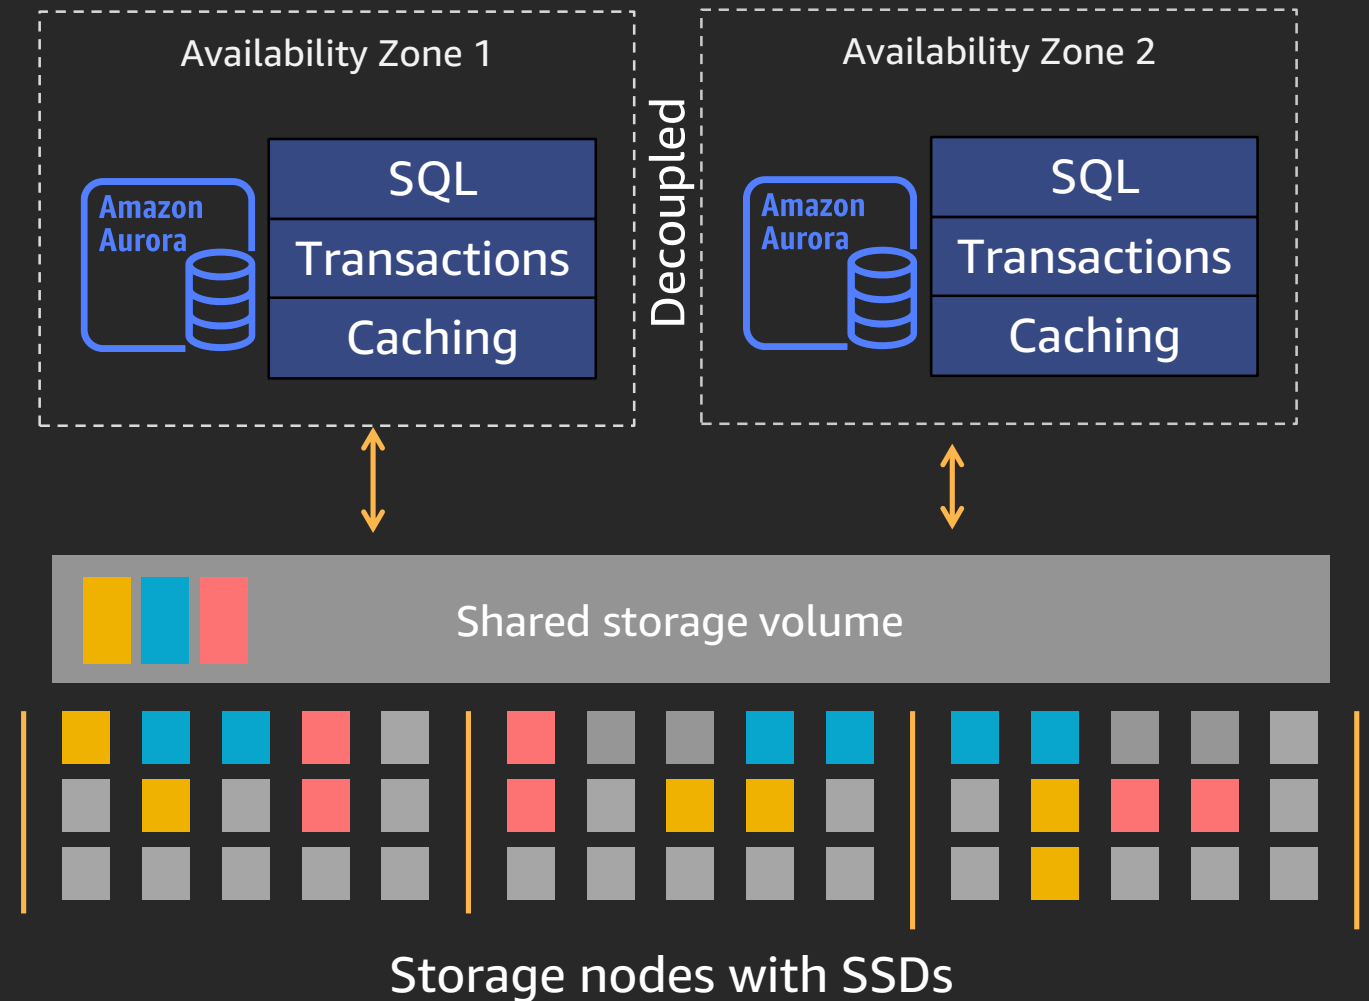 Availability Zone 1
Amazon
Aurora
SQL
Transactions
Caching
Decoupled
Availability Zone 2
Amazon
Aurora
SQL
Transactions
Caching
Shared storage volume
Storage nodes with SSDs